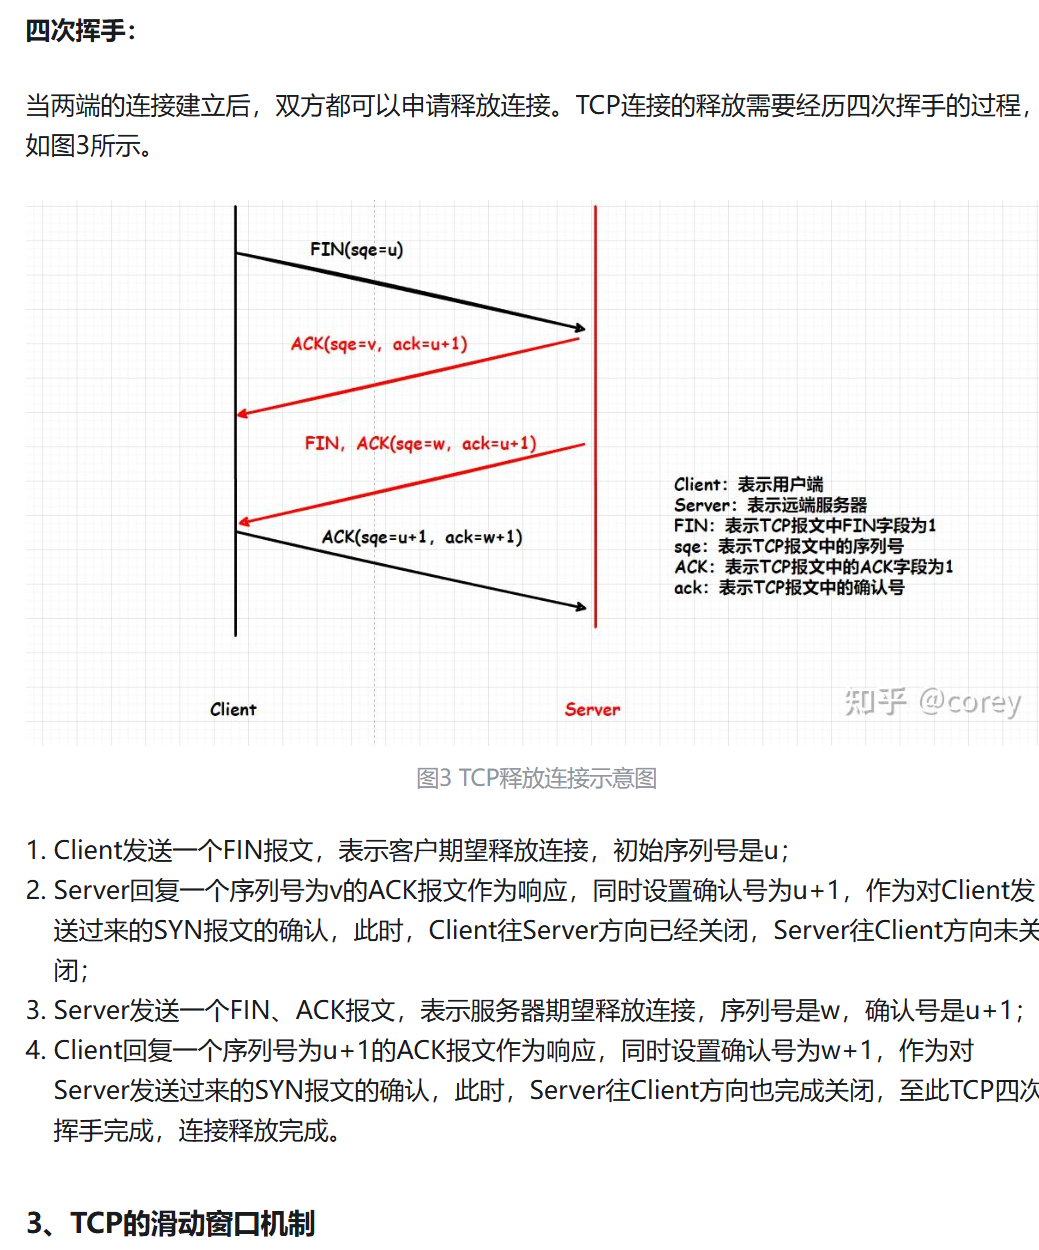 四次挥手：
当两端的连接建立后，双方都可以申请释放连接。TCP连接的释放需要经历四次挥手的过程，
如图3所示。
FIN(sqe=u)
ACK(sqe=v，ack=u+1)
FIN，ACK(sqe=w，ack=u+1)
ACK(sqe=u+1，ack=w+1)
Client：表示用户端
Server：表示远端服务器
FIN：表示TCP报文中FIN字段为1
sqe：表示TCP报文中的序列号
ACK：表示TCP报文中的ACK字段为1
ack：表示TCP报文中的确认号
Client
Server
知乎 @corey
图3 TCP释放连接示意图
1. Client发送一个FIN报文，表示客户期望释放连接，初始序列号是u；
2. Server回复一个序列号为v的ACK报文作为响应，同时设置确认号为u+1，作为对Client发
送过来的SYN报文的确认，此时，Client往Server方向已经关闭，Server往Client方向未关
闭；
3. Server发送一个FIN、ACK报文，表示服务器期望释放连接，序列号是w，确认号是u+1；
4. Client回复一个序列号为u+1的ACK报文作为响应，同时设置确认号为w+1，作为对
Server发送过来的SYN报文的确认，此时，Server往Client方向也完成关闭，至此TCP四次
挥手完成，连接释放完成。
3、TCP的滑动窗口机制